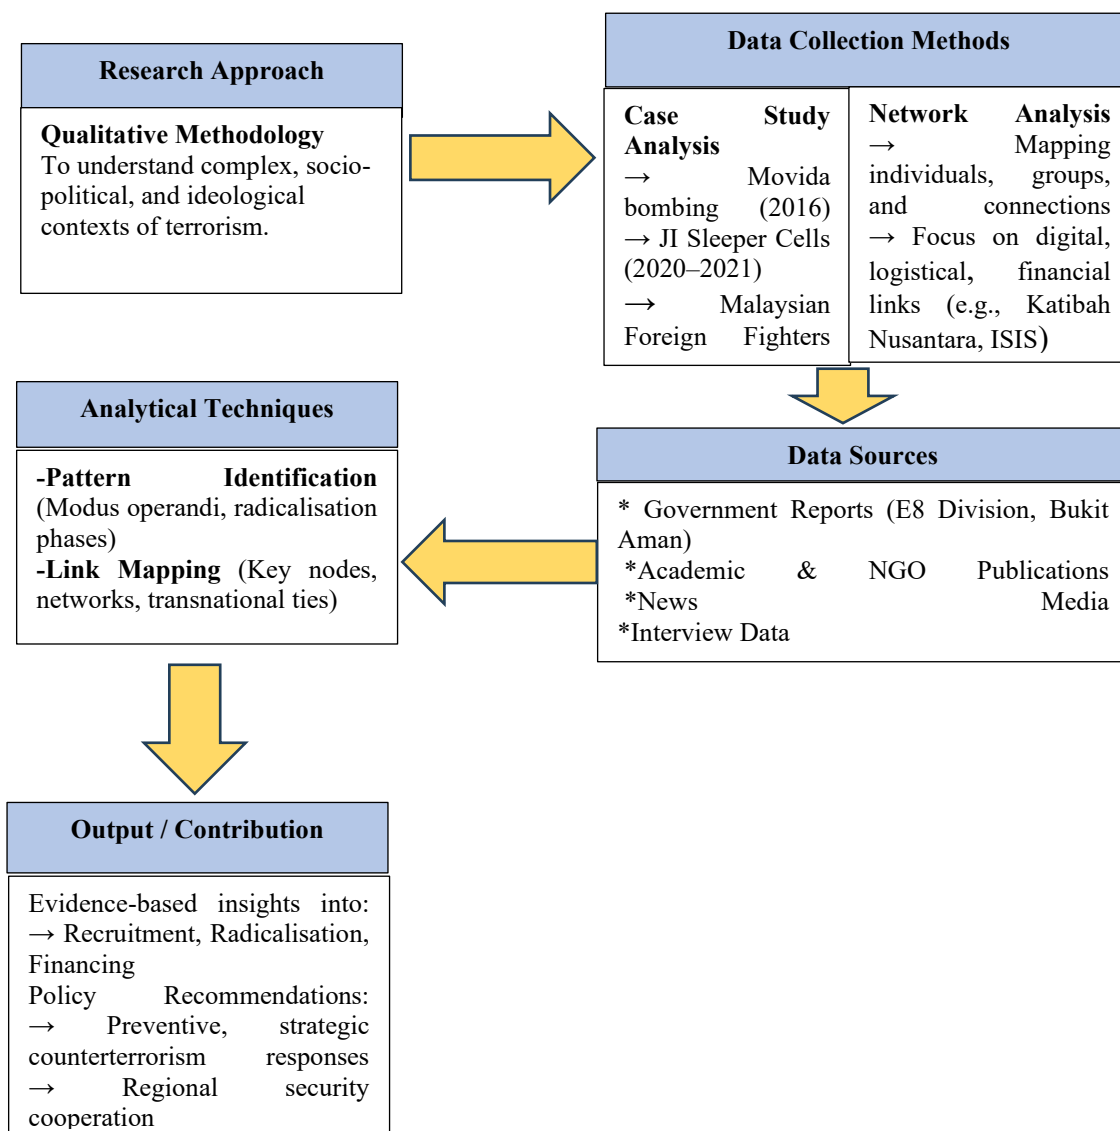 Research Approach
Qualitative Methodology
To understand complex, socio-
political, and ideological
contexts of terrorism.
Data Collection Methods
Case Study
Analysis
→ Movida
bombing (2016)
→ JI Sleeper Cells
(2020–2021)
→ Malaysian
Foreign Fighters
Network Analysis
→ Mapping
individuals, groups,
and connections
→ Focus on digital,
logistical, financial
links (e.g., Katibah
Nusantara, ISIS)
Data Sources
* Government Reports (E8 Division, Bukit
Aman)
*Academic & NGO Publications
*News Media
*Interview Data
Analytical Techniques
-Pattern Identification
(Modus operandi, radicalisation
phases)
-Link Mapping (Key nodes,
networks, transnational ties)
Output / Contribution
Evidence-based insights into:
→ Recruitment, Radicalisation,
Financing
Policy Recommendations:
→ Preventive, strategic
counterterrorism responses
→ Regional security
cooperation